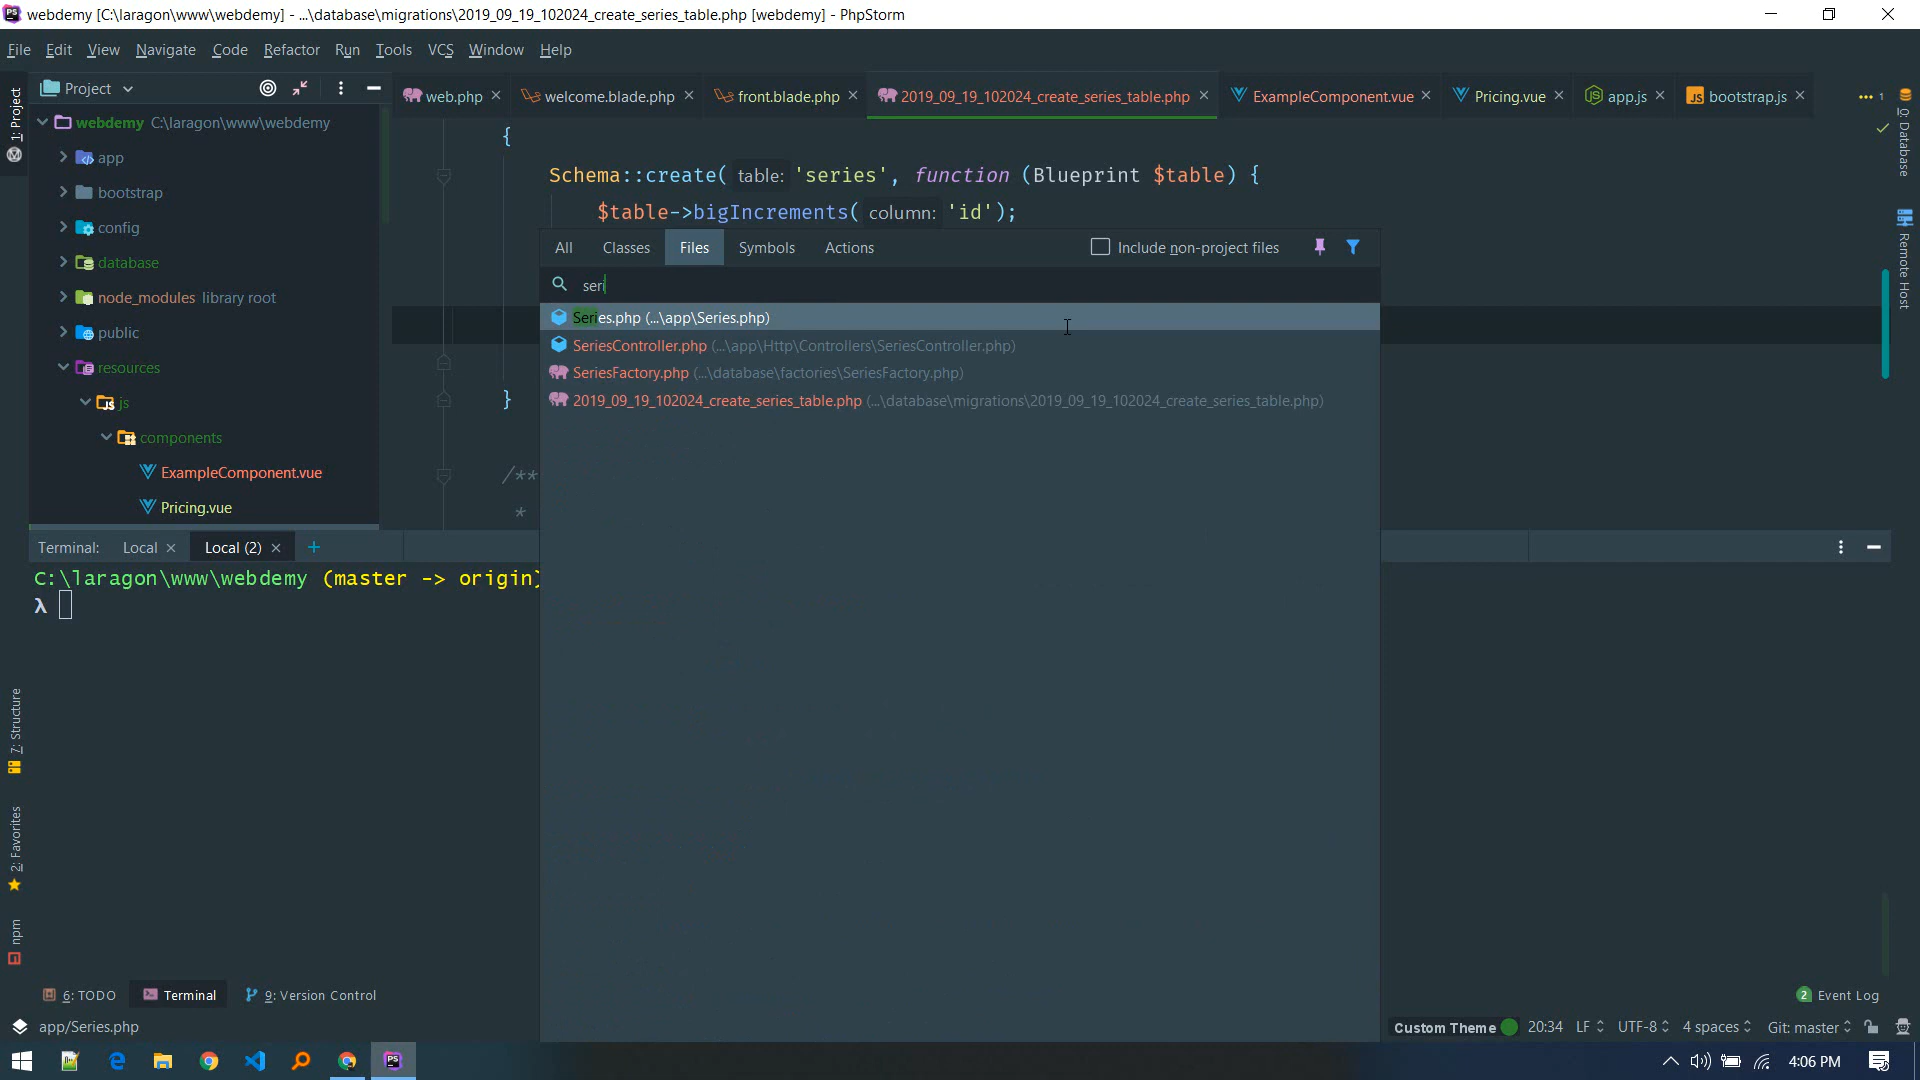 webdemy [C:\laragon\www\webdemy] - ...\database\migrations\2019_09_19_102024_create_series_table.php [webdemy] - PhpStorm
File Edit View Navigate Code Refactor Run Tools VCS Window Help
1: Project
Project
web.php
welcome.blade.php
front.blade.php
2019_09_19_102024_create_series_table.php
ExampleComponent.vue
Pricing.vue
app.js
bootstrap.js
1
Database
Remote Host
webdemy C:\laragon\www\webdemy
app
bootstrap
config
database
node_modules library root
public
resources
js
components
ExampleComponent.vue
Pricing.vue
{
Schema::create( table: 'series', function (Blueprint $table) {
$table->bigIncrements( column: 'id');
}
/**
*
All Classes Files Symbols Actions Include non-project files
seri
Series.php (...\app\Series.php)
SeriesController.php (...\app\Http\Controllers\SeriesController.php)
SeriesFactory.php (...\database\factories\SeriesFactory.php)
2019_09_19_102024_create_series_table.php (...\database\migrations\2019_09_19_102024_create_series_table.php)
Terminal: Local Local (2)
C:\laragon\www\webdemy (master -> origin)
λ
7: Structure
2: Favorites
npm
6: TODO Terminal 9: Version Control
2 Event Log
app/Series.php
Custom Theme 20:34 LF UTF-8 4 spaces Git: master
4:06 PM